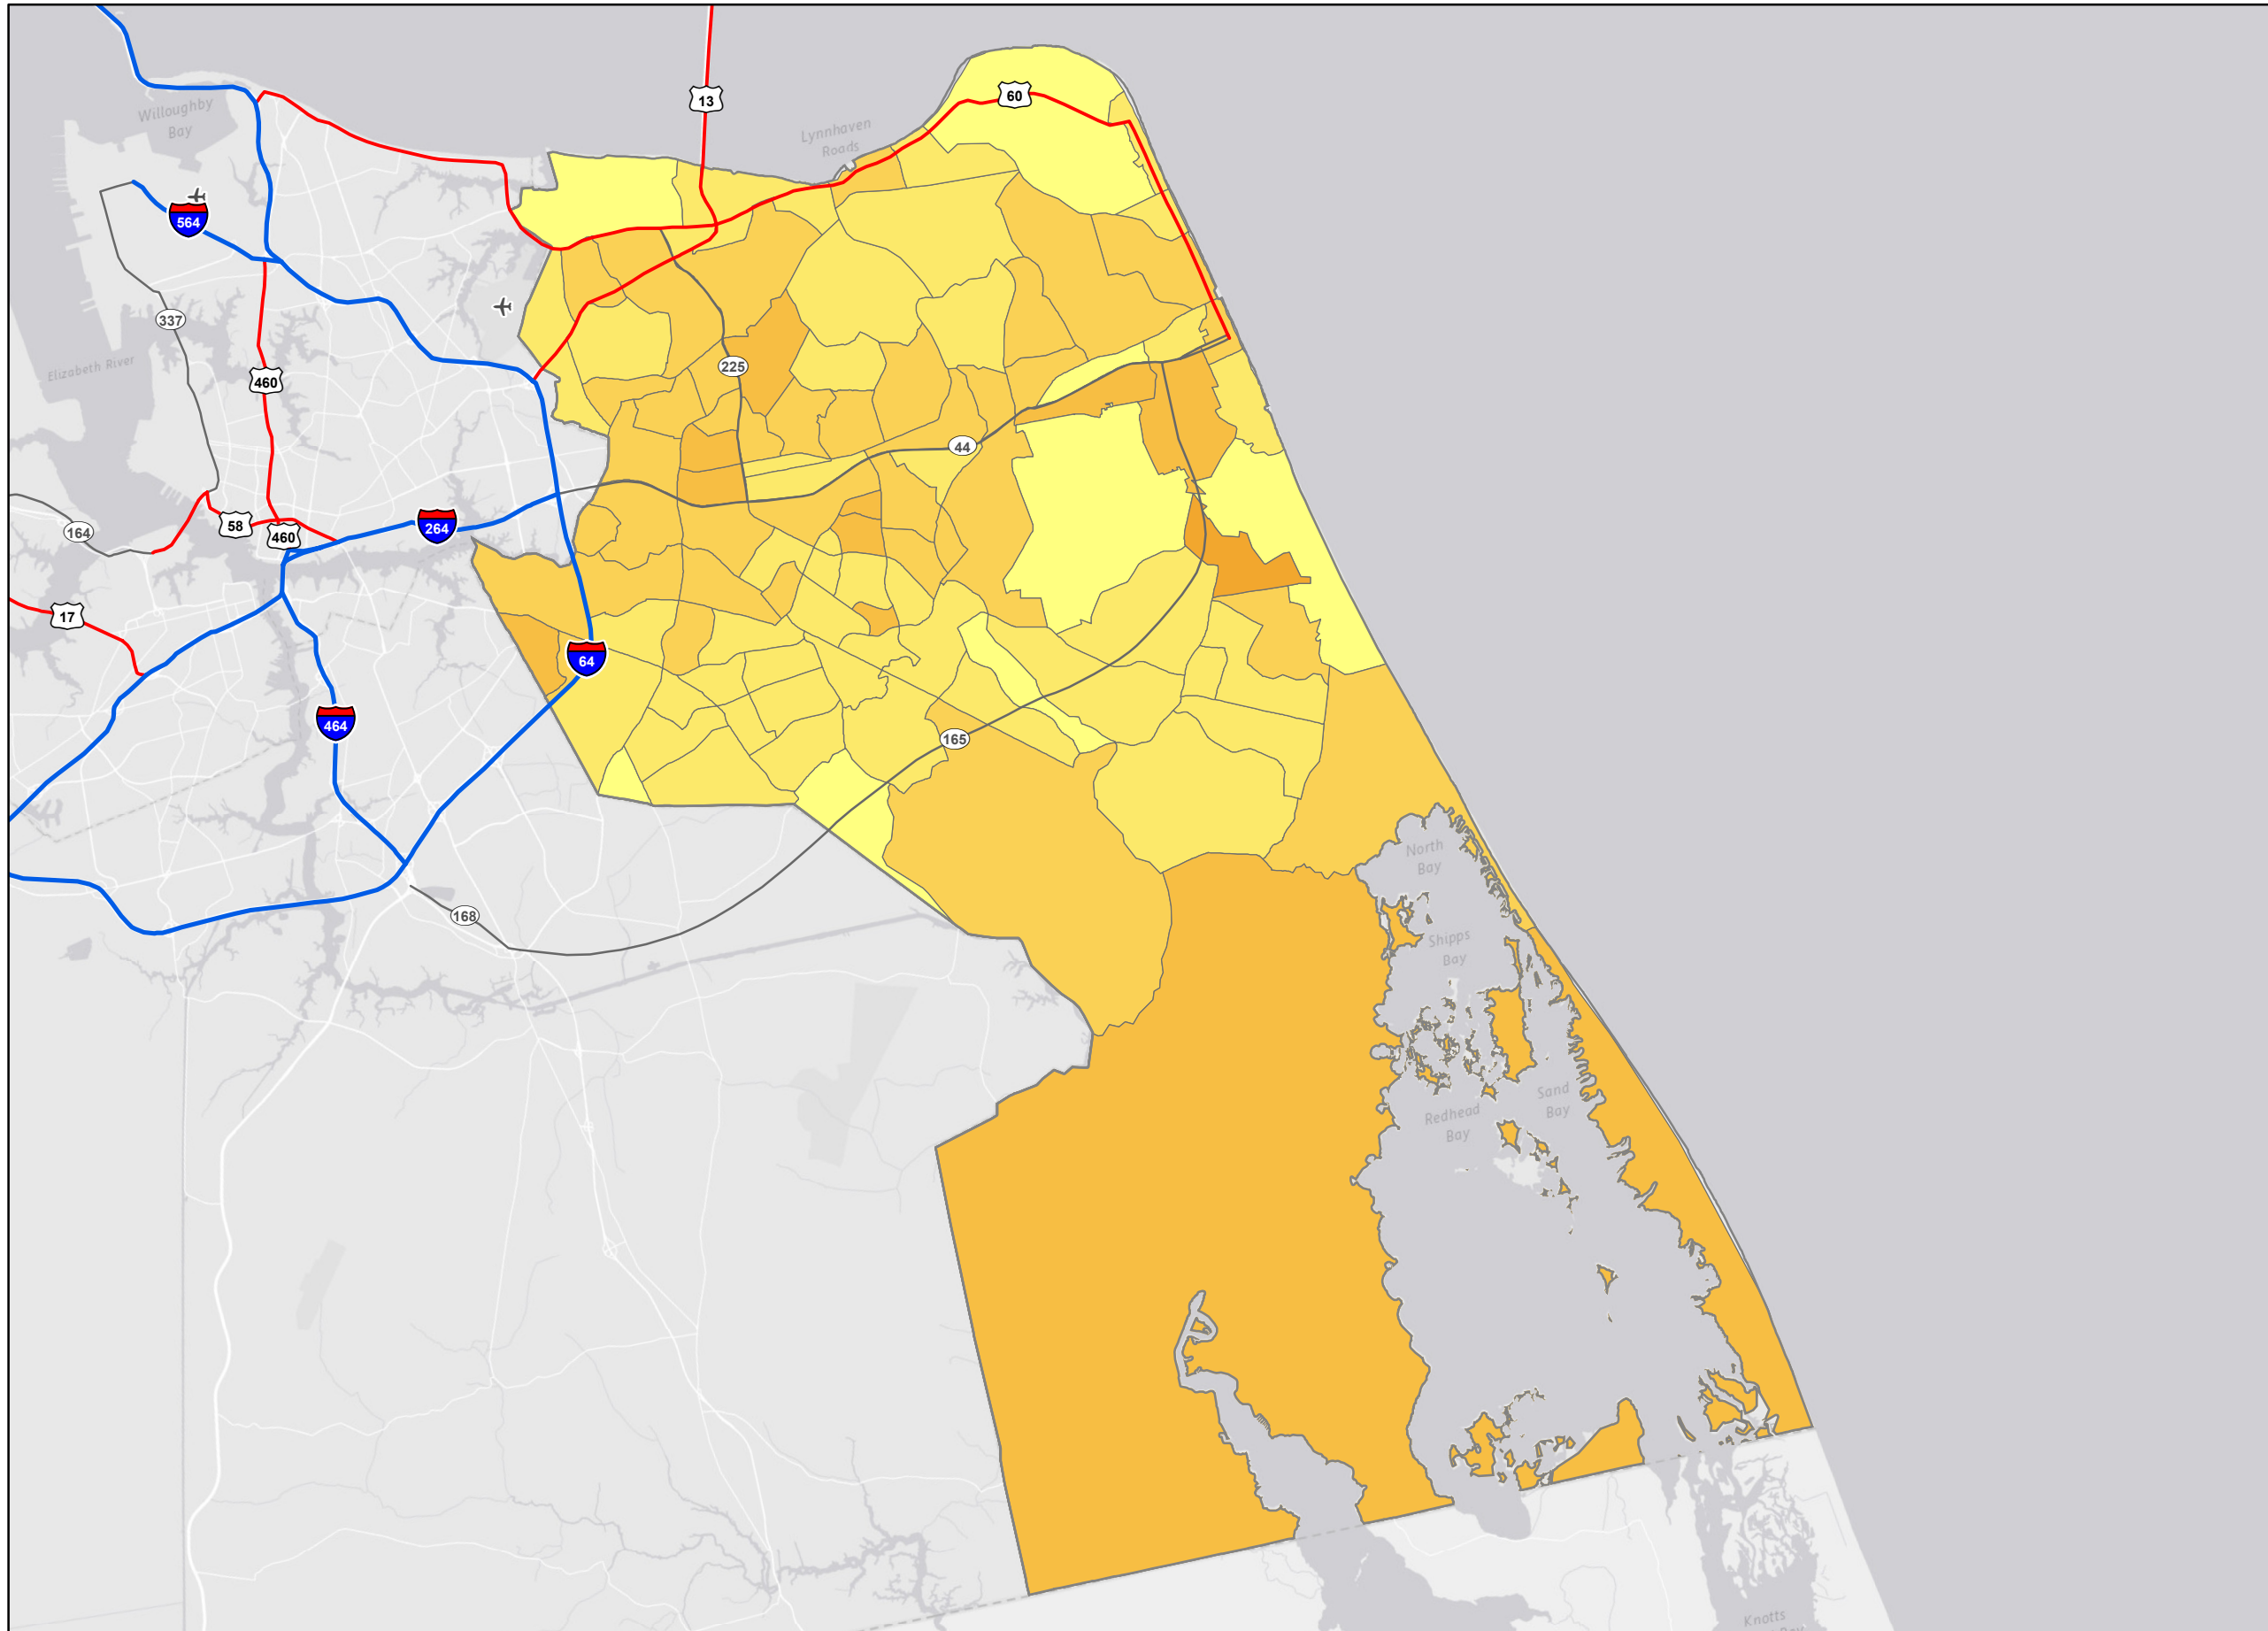 Willoughby
Bay
13
60
Lynnhaven
Roads
564
337
Elizabeth River
460
225
44
58
460
264
164
17
64
464
165
168
North
Bay
Shipps
Bay
Sand
Bay
Redhead
Bay
Knotts